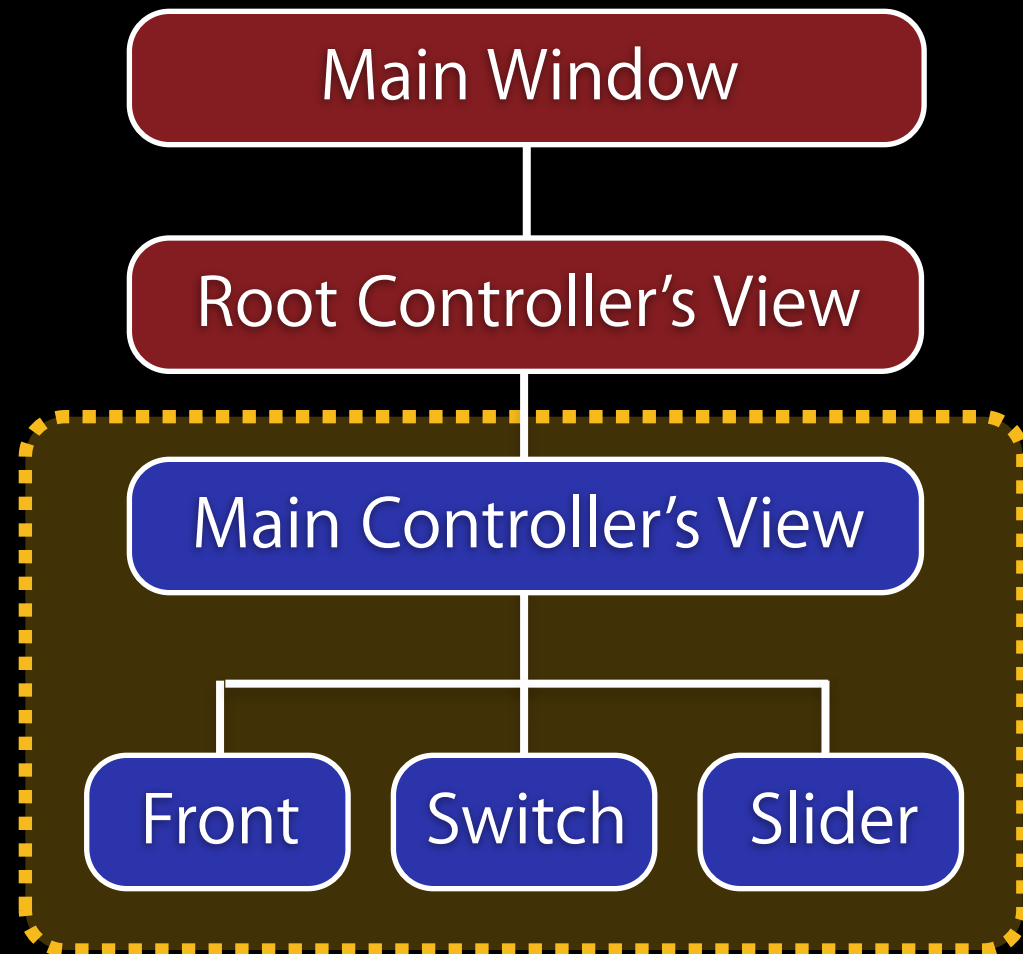 Main Window
Root Controller’s View
Main Controller’s View
Front
Switch
Slider